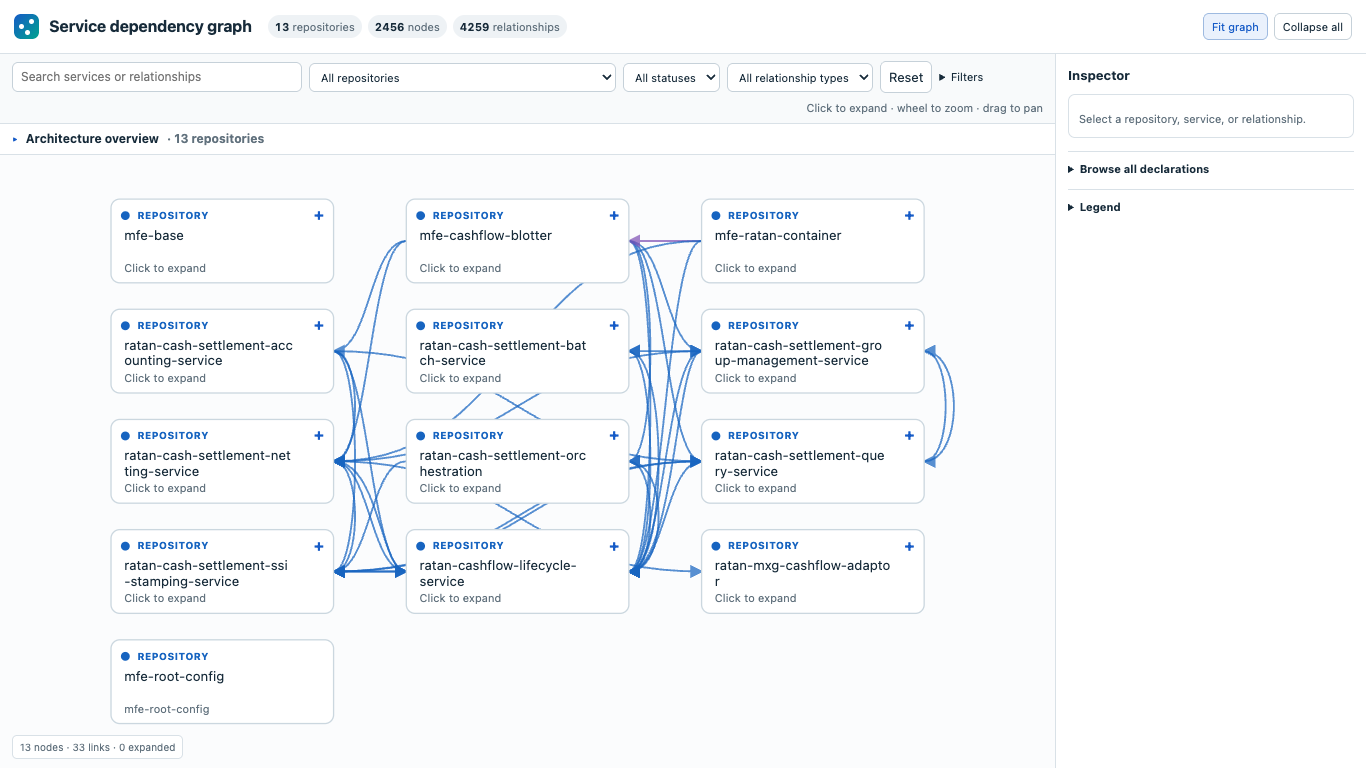 Service dependency graph
13 repositories
2456 nodes
4259 relationships
Fit graph
Collapse all
Search services or relationships
All repositories
All statuses
All relationship types
Reset
Filters
Click to expand · wheel to zoom · drag to pan
Architecture overview · 13 repositories
REPOSITORY
mfe-base
Click to expand
REPOSITORY
mfe-cashflow-blotter
Click to expand
REPOSITORY
mfe-ratan-container
Click to expand
REPOSITORY
ratan-cash-settlement-acc
ounting-service
Click to expand
REPOSITORY
ratan-cash-settlement-bat
ch-service
Click to expand
REPOSITORY
ratan-cash-settlement-gro
up-management-service
Click to expand
REPOSITORY
ratan-cash-settlement-net
ting-service
Click to expand
REPOSITORY
ratan-cash-settlement-orc
hestration
Click to expand
REPOSITORY
ratan-cash-settlement-que
ry-service
Click to expand
REPOSITORY
ratan-cash-settlement-ssi
-stamping-service
Click to expand
REPOSITORY
ratan-cashflow-lifecycle-
service
Click to expand
REPOSITORY
ratan-mxg-cashflow-adapto
r
Click to expand
REPOSITORY
mfe-root-config
mfe-root-config
13 nodes · 33 links · 0 expanded
Inspector
Select a repository, service, or relationship.
Browse all declarations
Legend